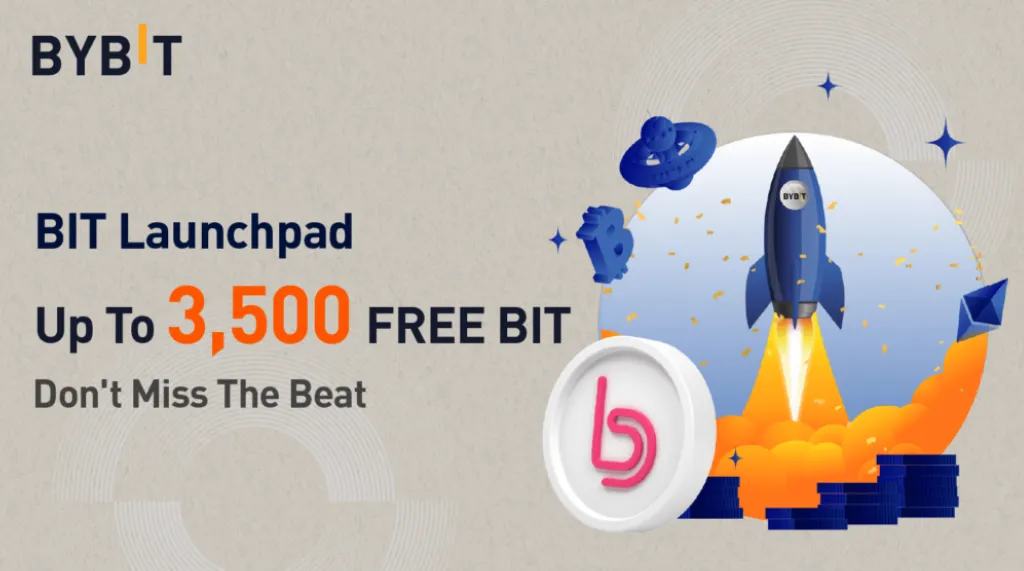 BYBIT
BIT Launchpad
Up To 3,500 FREE BIT
Don't Miss The Beat
BYBIT